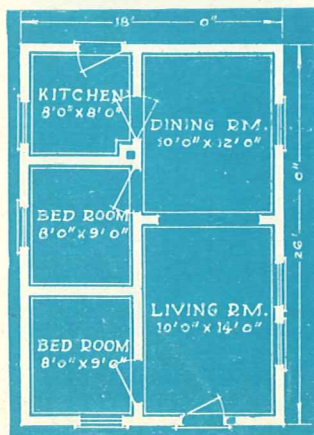 18' 0"
KITCHEN
8'0" X 8'0"
DINING RM.
10'0" X 12'0"
26' 0"
BED ROOM
8'0" X 9'0"
LIVING RM.
10'0" X 14'0"
BED ROOM
8'0" X 9'0"